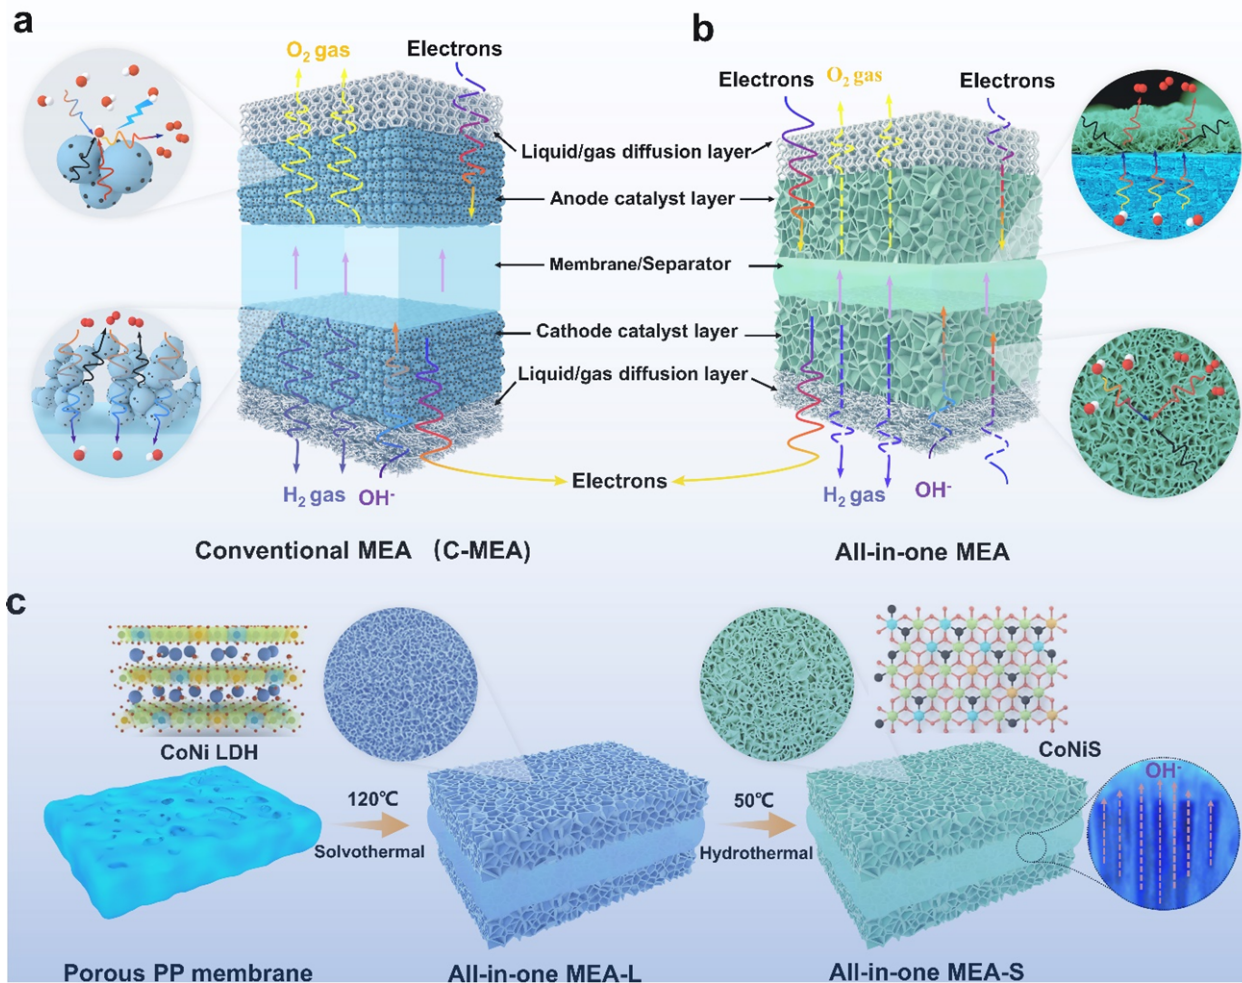 a
O₂ gas
Electrons
Liquid/gas diffusion layer
Anode catalyst layer
Membrane/Separator
Cathode catalyst layer
Liquid/gas diffusion layer
Electrons
H₂ gas
OH⁻
Conventional MEA (C-MEA)
b
Electrons
O₂ gas
Electrons
H₂ gas
OH⁻
All-in-one MEA
c
CoNi LDH
Porous PP membrane
120℃
Solvothermal
All-in-one MEA-L
50℃
Hydrothermal
CoNiS
OH⁻
All-in-one MEA-S